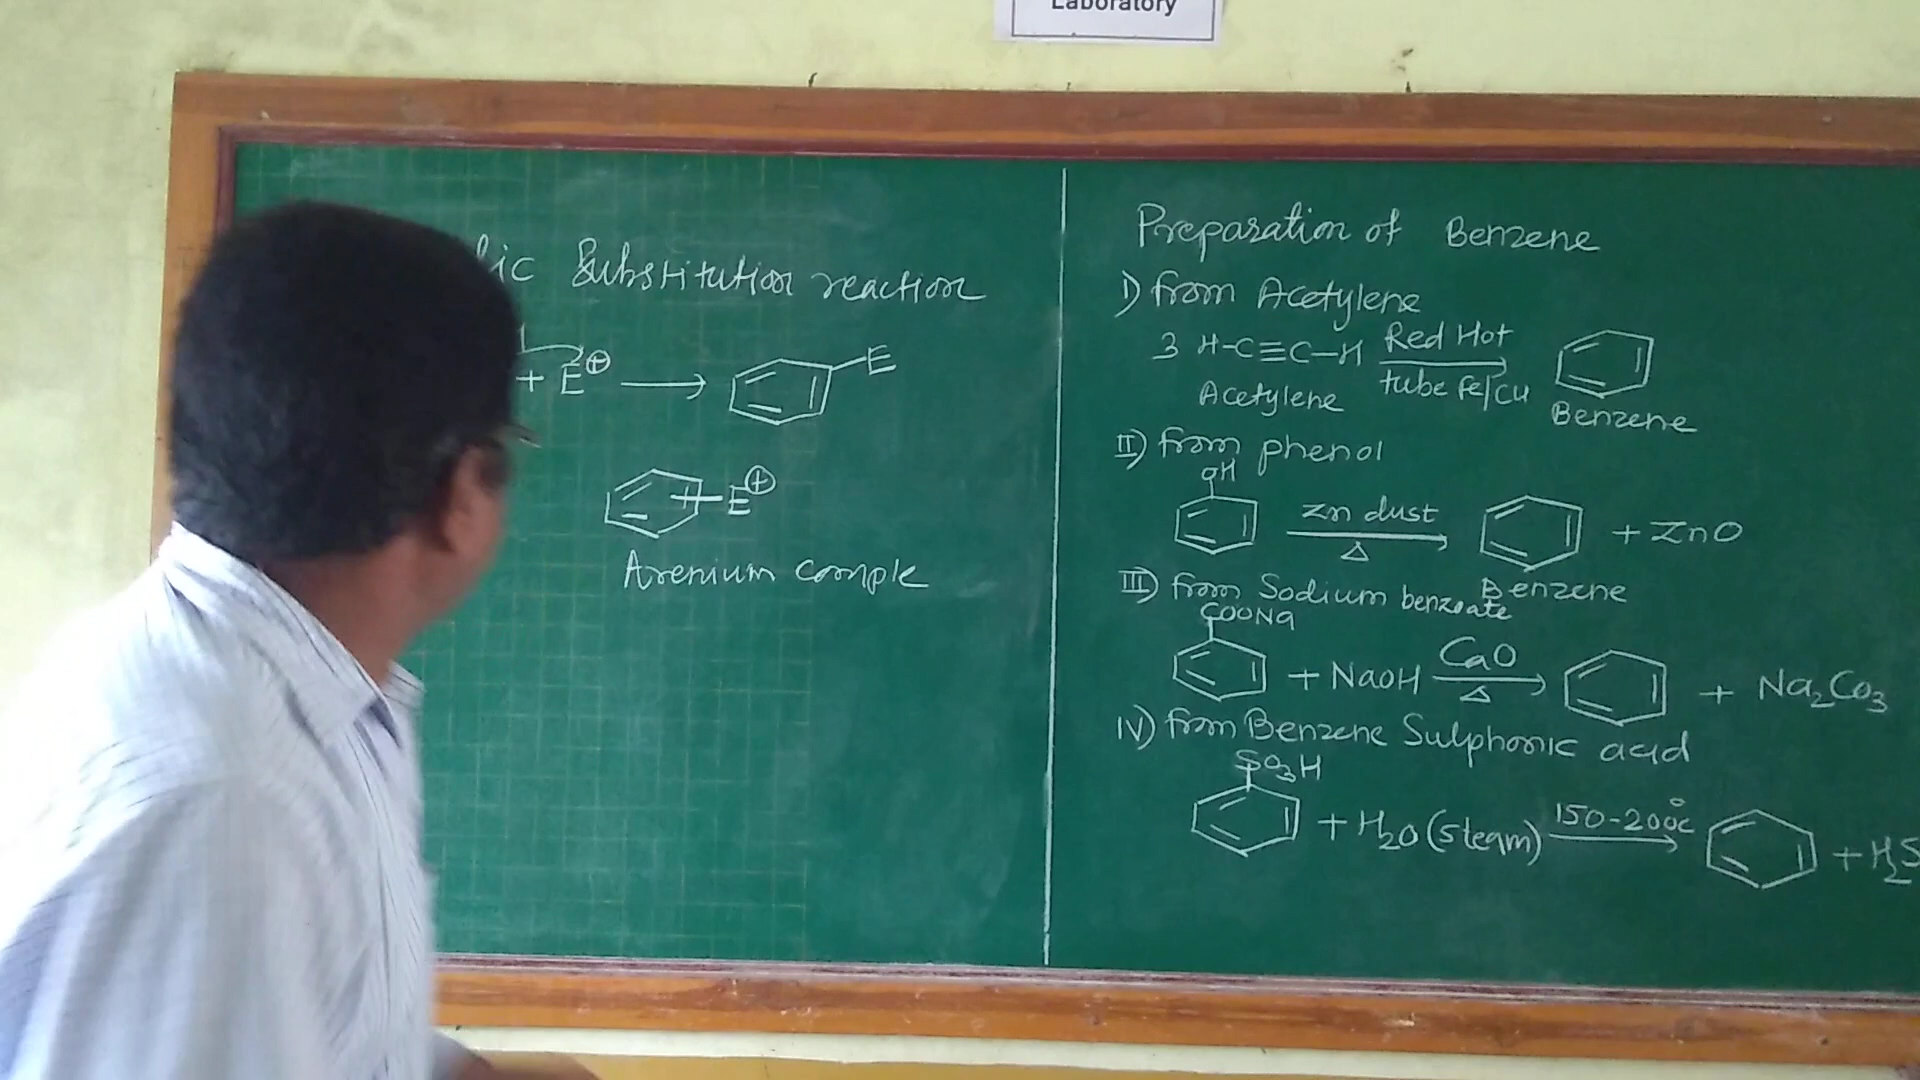 Laboratory
Substitution reaction
+ E⊕ → E
E⊕
Arenium comple
Preparation of Benzene
I) from Acetylene
3 H-C≡C-H Red Hot
tube Fe/Cu
Acetylene
Benzene
II) from phenol
OH
Zn dust
Δ
+ ZnO
Benzene
III) from Sodium benzoate
COONa
+ NaOH CaO
Δ
+ Na₂Co₃
IV) from Benzene Sulphonic acid
SO₃H
+ H₂O (steam) 150-200°c
+ H₂S